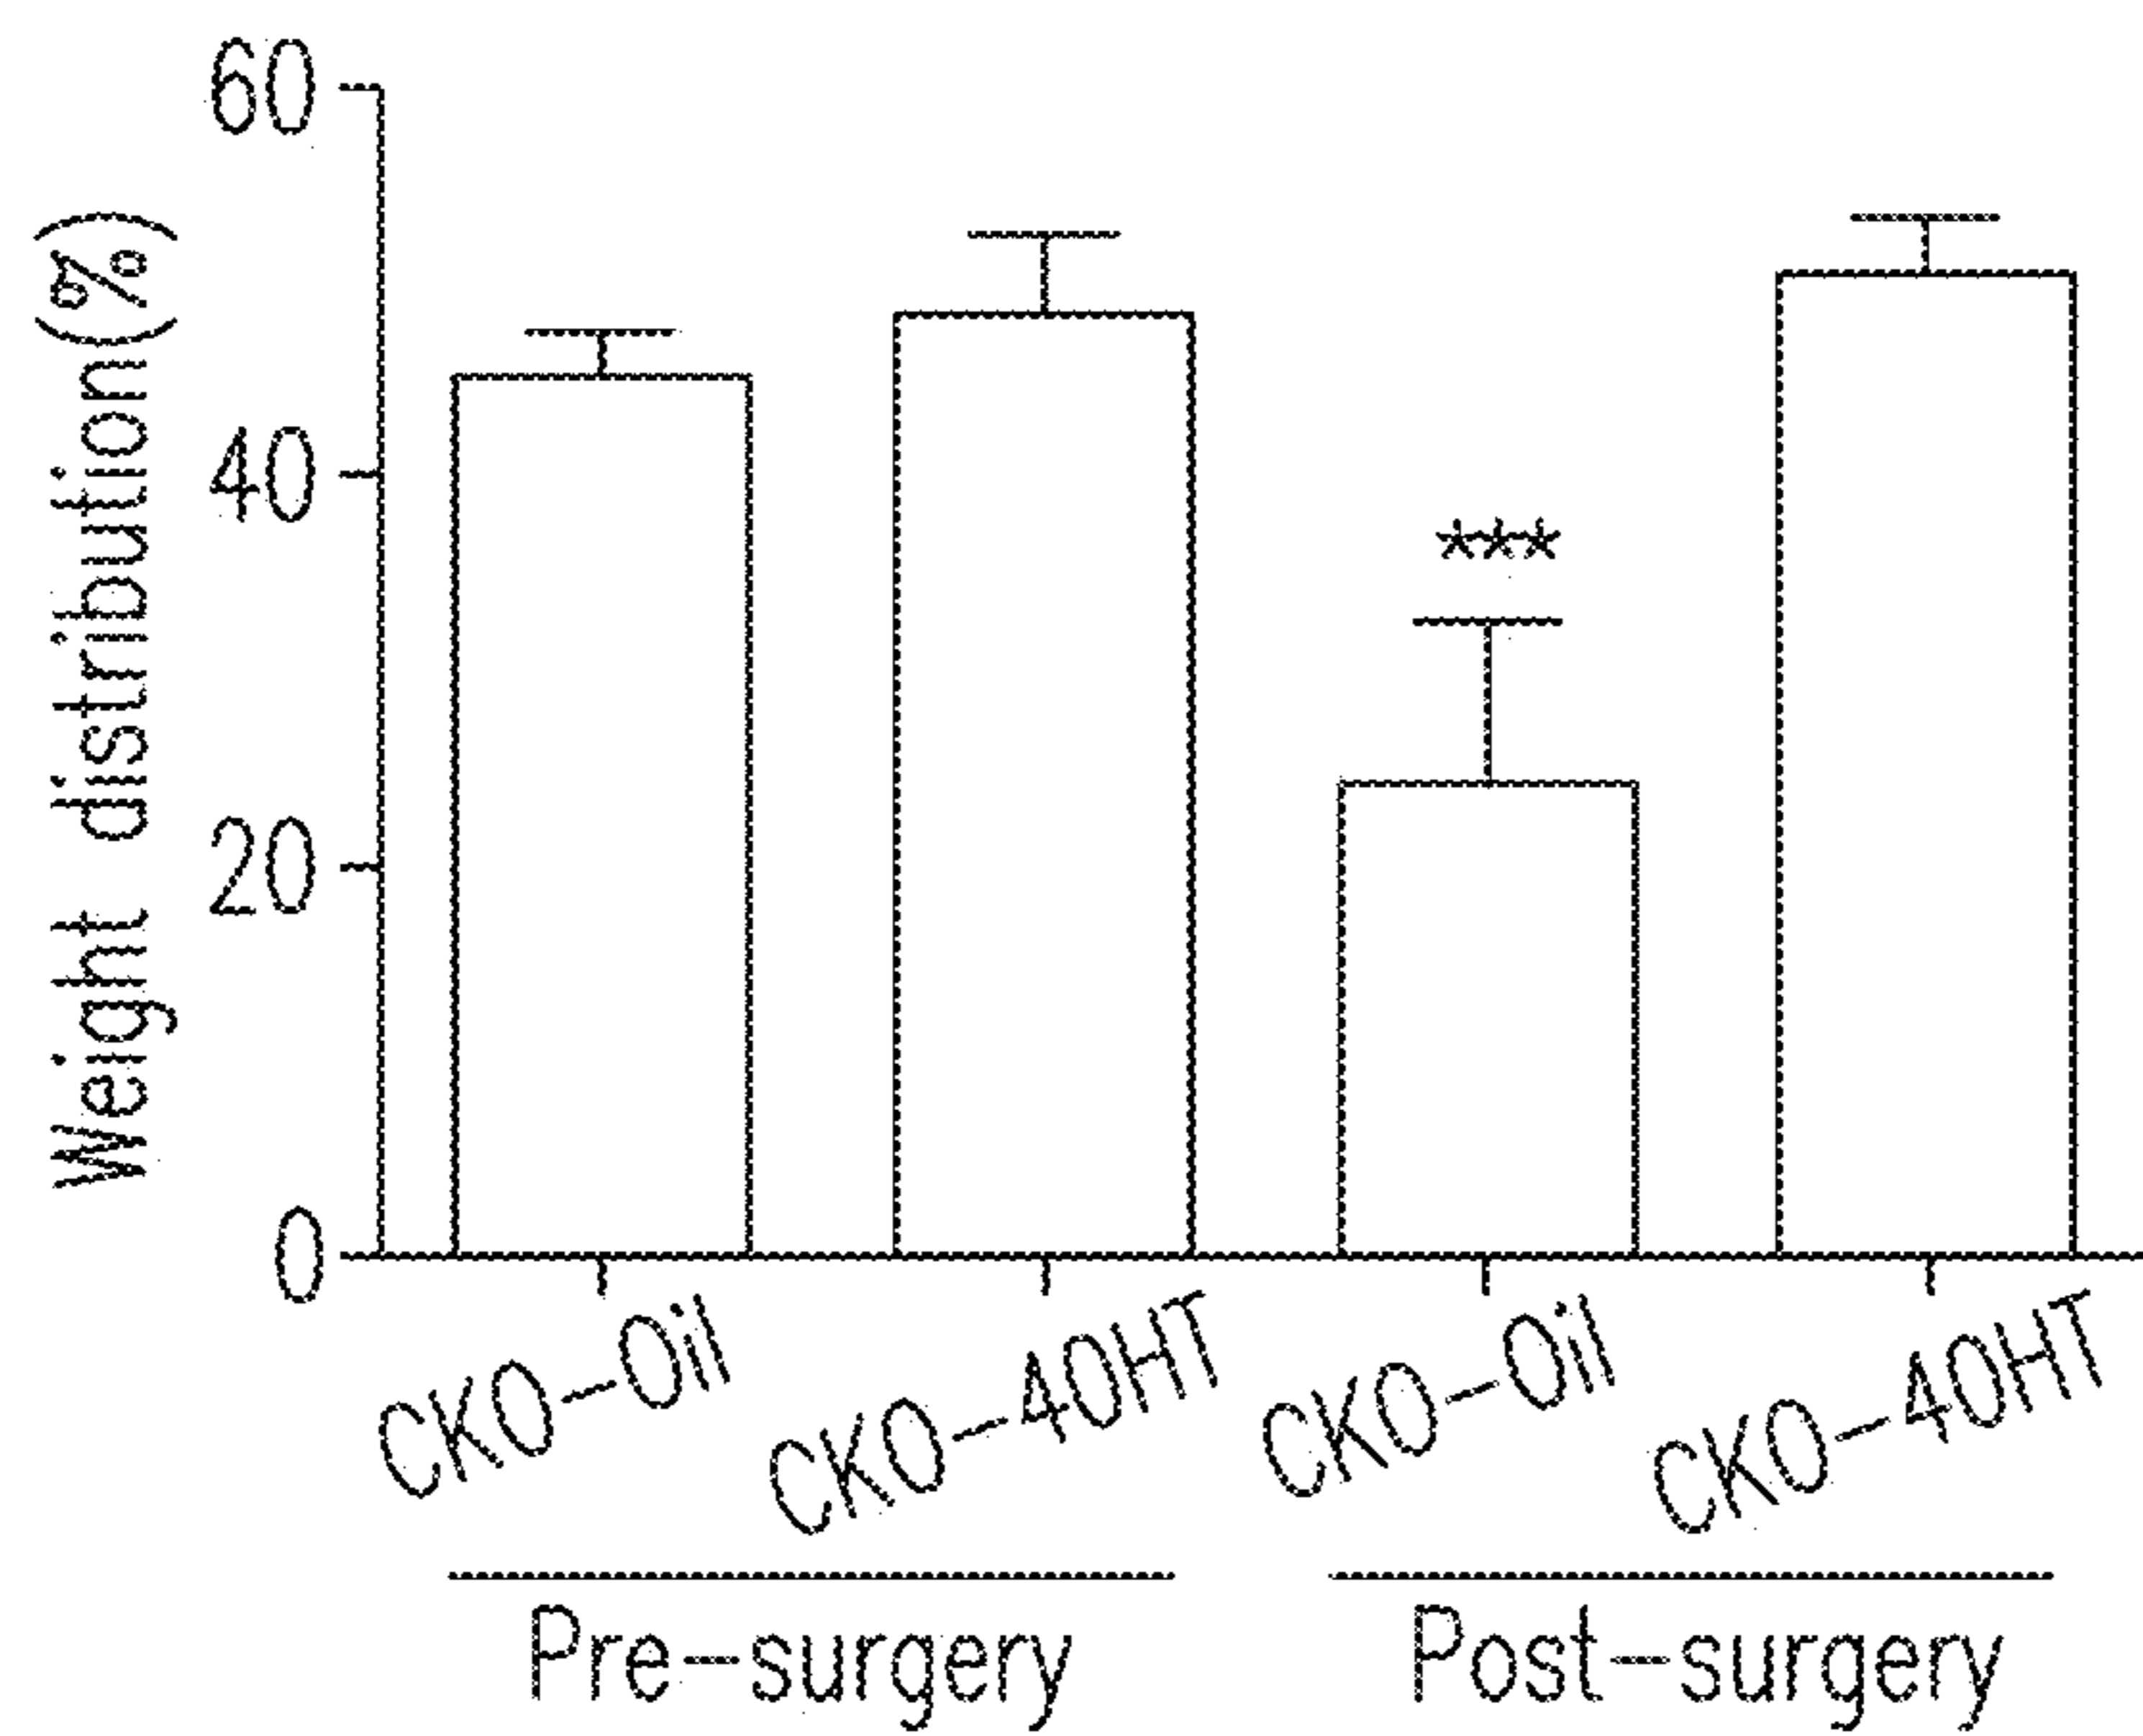 Weight distribution(%)
60
40
20
0
***
CKO-Oil
CKO-4OHT
CKO-Oil
CKO-4OHT
Pre-surgery
Post-surgery